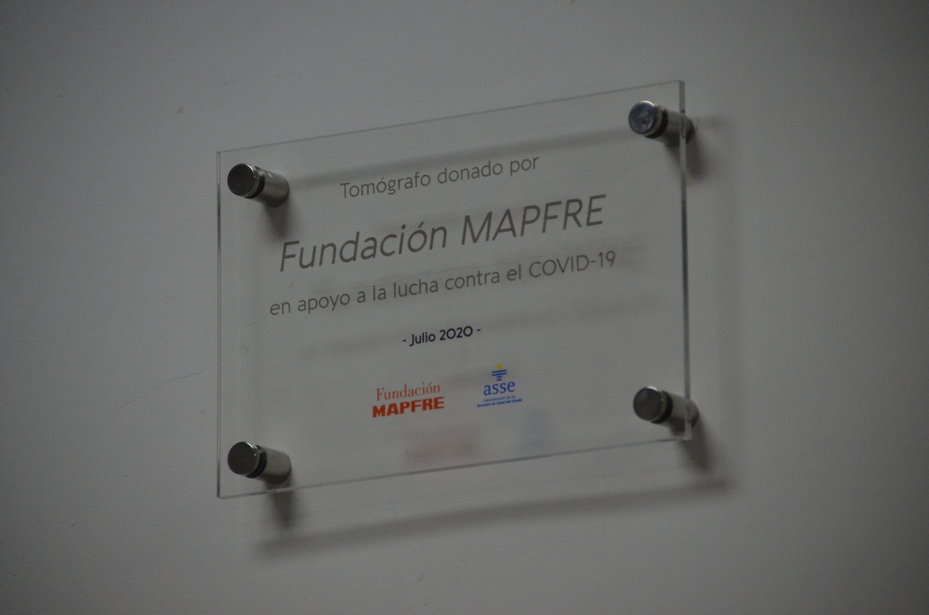 Tomógrafo donado por
Fundación MAPFRE
en apoyo a la lucha contra el COVID-19
- Julio 2020 -
Fundación
MAPFRE
asse